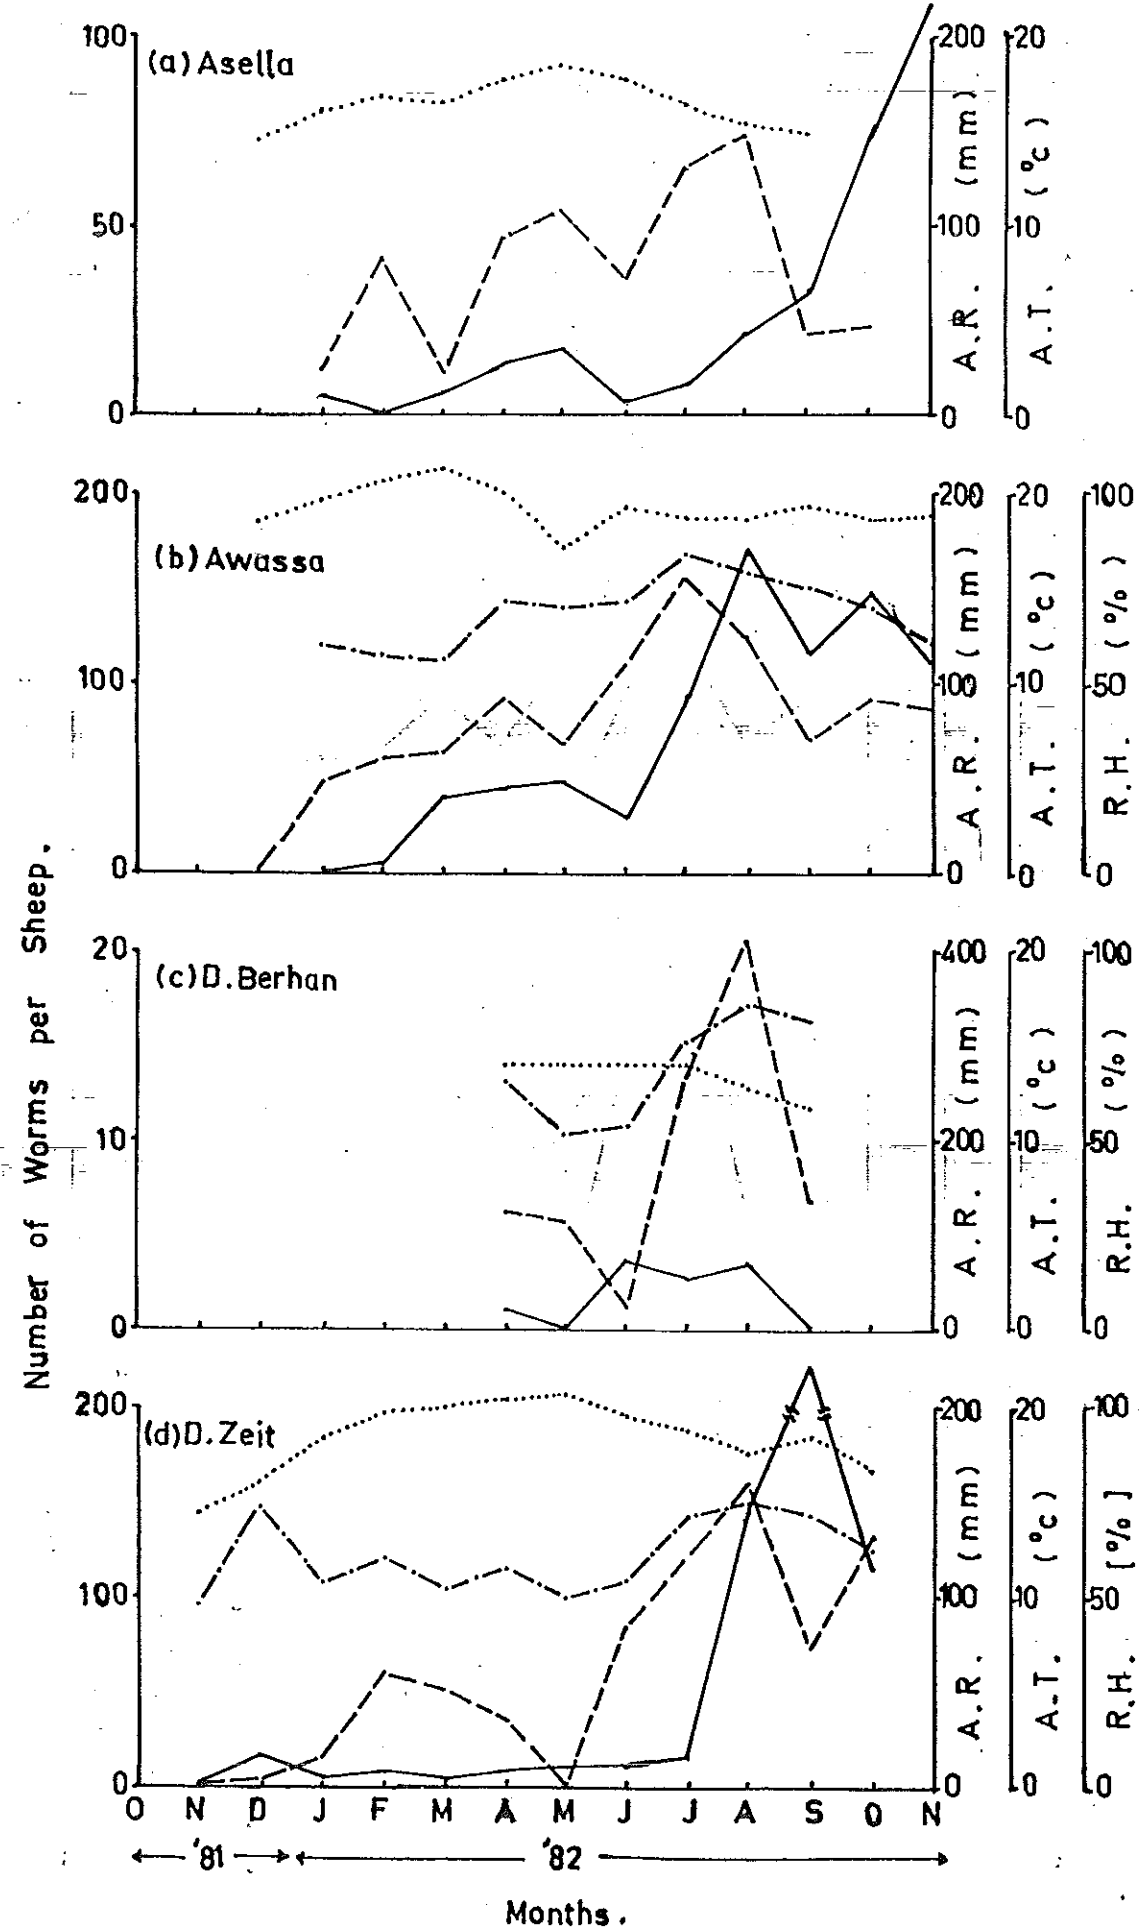 100 (a) Asella 200 20
50 100 10
0 0 0
A.R. (mm)
A.T. (°c)
200 (b) Awassa 200 20 100
100 100 10 50
0 0 0 0
A.R. (mm)
A.T. (°c)
R.H. (%)
20 (c) D.Berhan 400 20 100
10 200 10 50
0 0 0 0
A.R. (mm)
A.T. (°c)
R.H. (%)
200 (d) D.Zeit 200 20 100
100 100 10 50
0 0 0 0
A.R. (mm)
A.T. (°c)
R.H. [%]
Number of Worms per Sheep.
O N D J F M A M J J A S O N
'81 '82
Months.